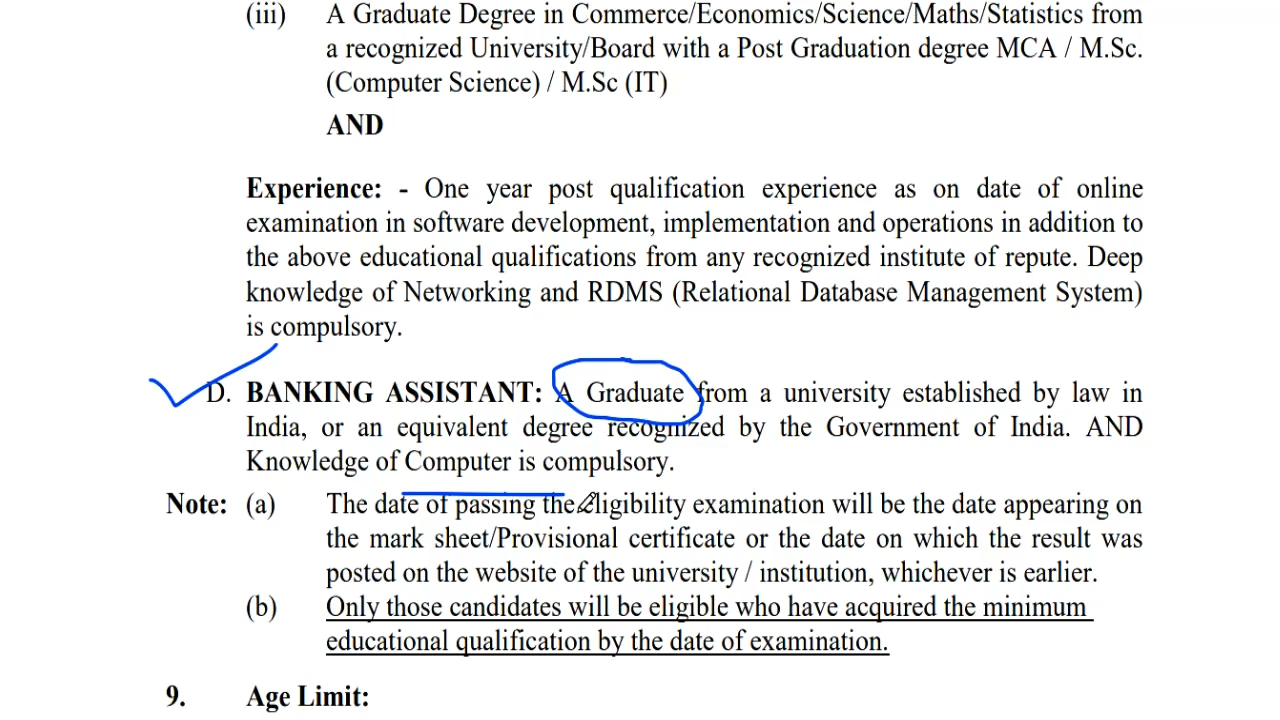 (iii) A Graduate Degree in Commerce/Economics/Science/Maths/Statistics from
a recognized University/Board with a Post Graduation degree MCA / M.Sc.
(Computer Science) / M.Sc (IT)
AND
Experience: - One year post qualification experience as on date of online
examination in software development, implementation and operations in addition to
the above educational qualifications from any recognized institute of repute. Deep
knowledge of Networking and RDMS (Relational Database Management System)
is compulsory.
D. BANKING ASSISTANT: A Graduate from a university established by law in
India, or an equivalent degree recognized by the Government of India. AND
Knowledge of Computer is compulsory.
Note: (a) The date of passing the eligibility examination will be the date appearing on
the mark sheet/Provisional certificate or the date on which the result was
posted on the website of the university / institution, whichever is earlier.
(b) Only those candidates will be eligible who have acquired the minimum
educational qualification by the date of examination.
9. Age Limit: